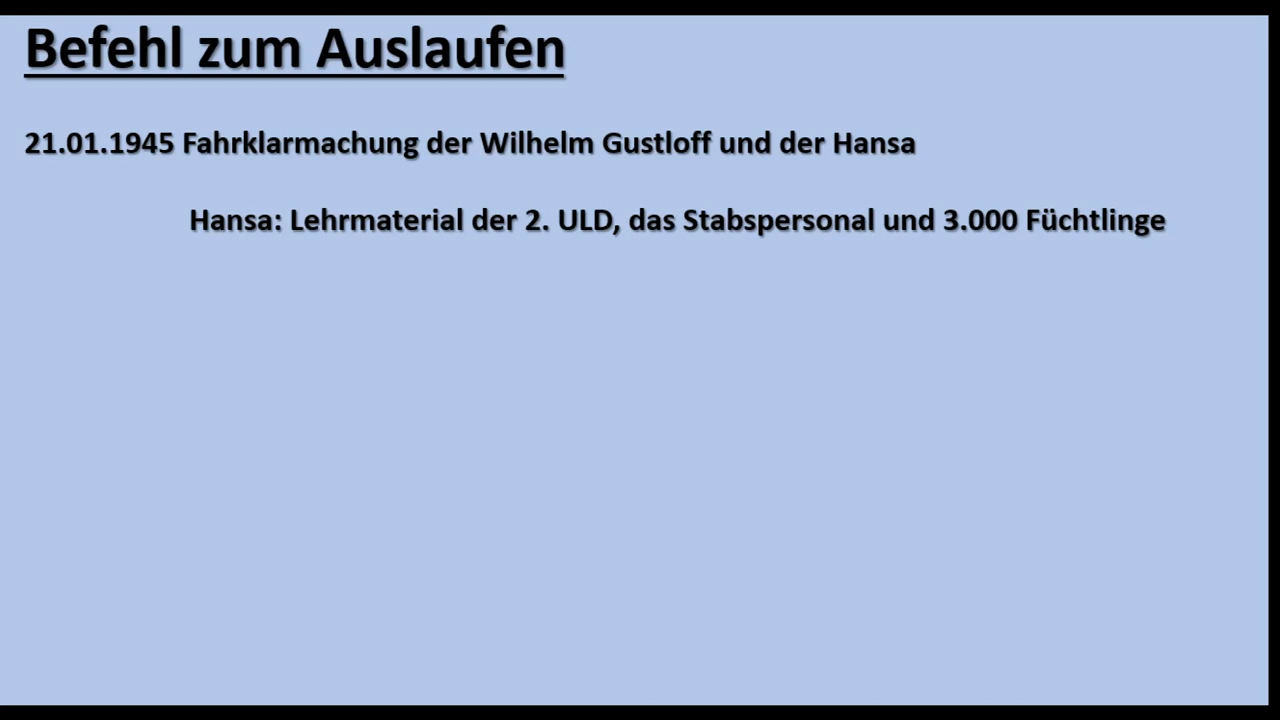 Befehl zum Auslaufen
21.01.1945 Fahrklarmachung der Wilhelm Gustloff und der Hansa
Hansa: Lehrmaterial der 2. ULD, das Stabspersonal und 3.000 Füchtlinge